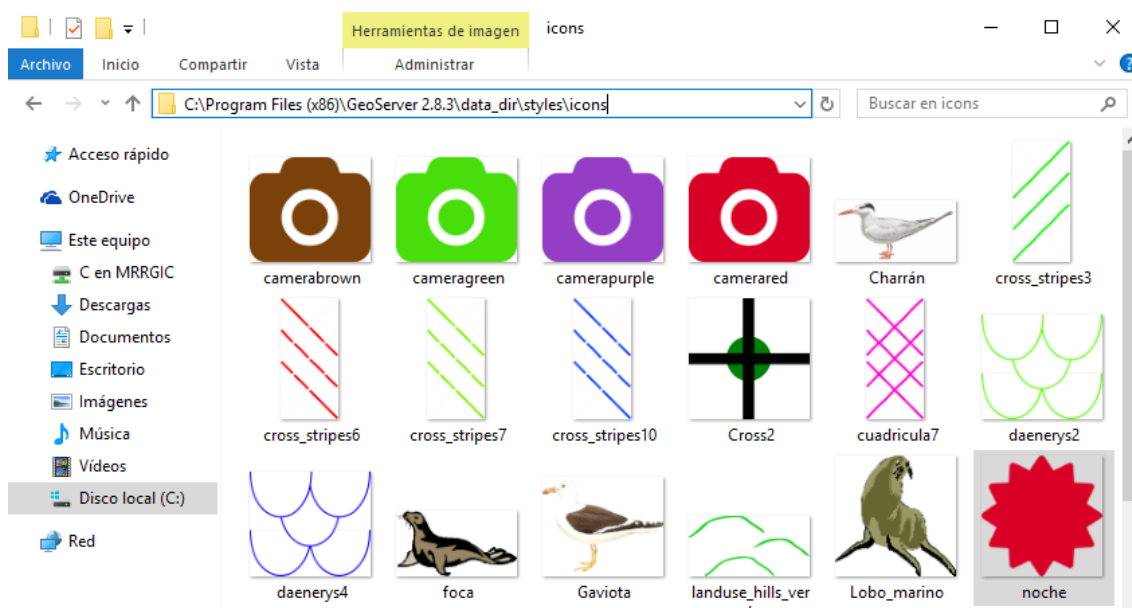 Herramientas de imagen
icons
Archivo
Inicio
Compartir
Vista
Administrar
C:\Program Files (x86)\GeoServer 2.8.3\data_dir\styles\icons
Buscar en icons
Acceso rápido
OneDrive
Este equipo
C en MRRGIC
Descargas
Documentos
Escritorio
Imágenes
Música
Vídeos
Disco local (C:)
Red
camerabrown
cameragreen
camerapurple
camerared
Charrán
cross_stripes3
cross_stripes6
cross_stripes7
cross_stripes10
Cross2
cuadricula7
daenerys2
daenerys4
foca
Gaviota
landuse_hills_ver
Lobo_marino
noche